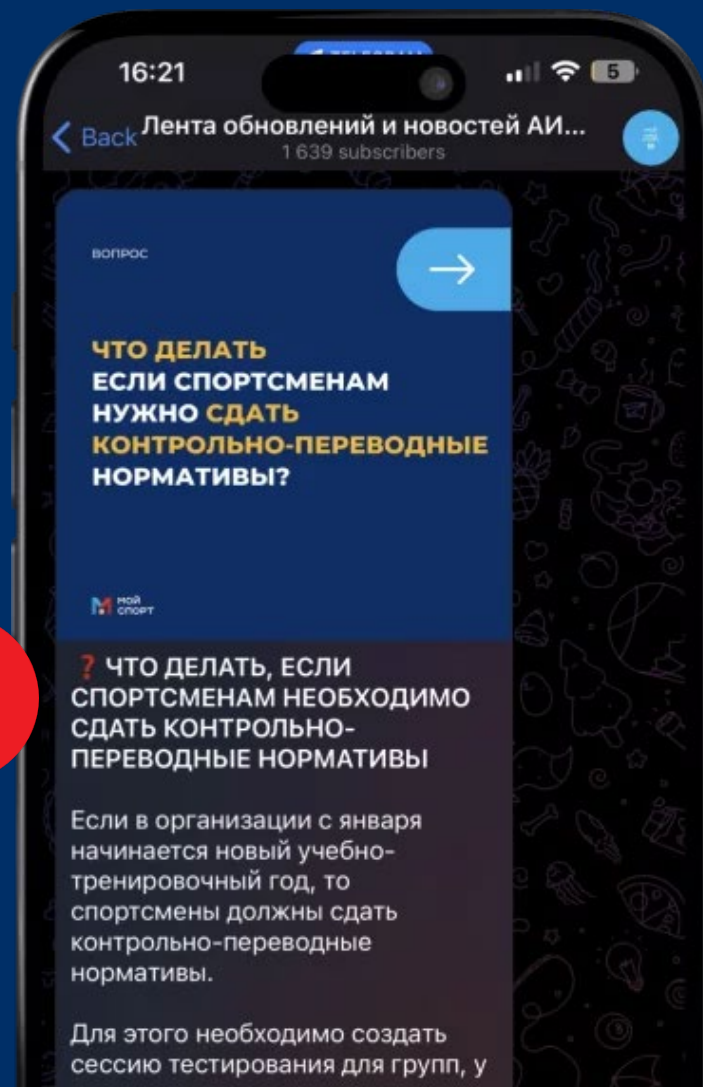 16:21
5
Back
Лента обновлений и новостей АИ...
1 639 subscribers
ВОПРОС
ЧТО ДЕЛАТЬ
ЕСЛИ СПОРТСМЕНАМ
НУЖНО СДАТЬ
КОНТРОЛЬНО-ПЕРЕВОДНЫЕ
НОРМАТИВЫ?
МОЙ
СПОРТ
❓ ЧТО ДЕЛАТЬ, ЕСЛИ
СПОРТСМЕНАМ НЕОБХОДИМО
СДАТЬ КОНТРОЛЬНО-
ПЕРЕВОДНЫЕ НОРМАТИВЫ
Если в организации с января
начинается новый учебно-
тренировочный год, то
спортсмены должны сдать
контрольно-переводные
нормативы.
Для этого необходимо создать
сессию тестирования для групп, у